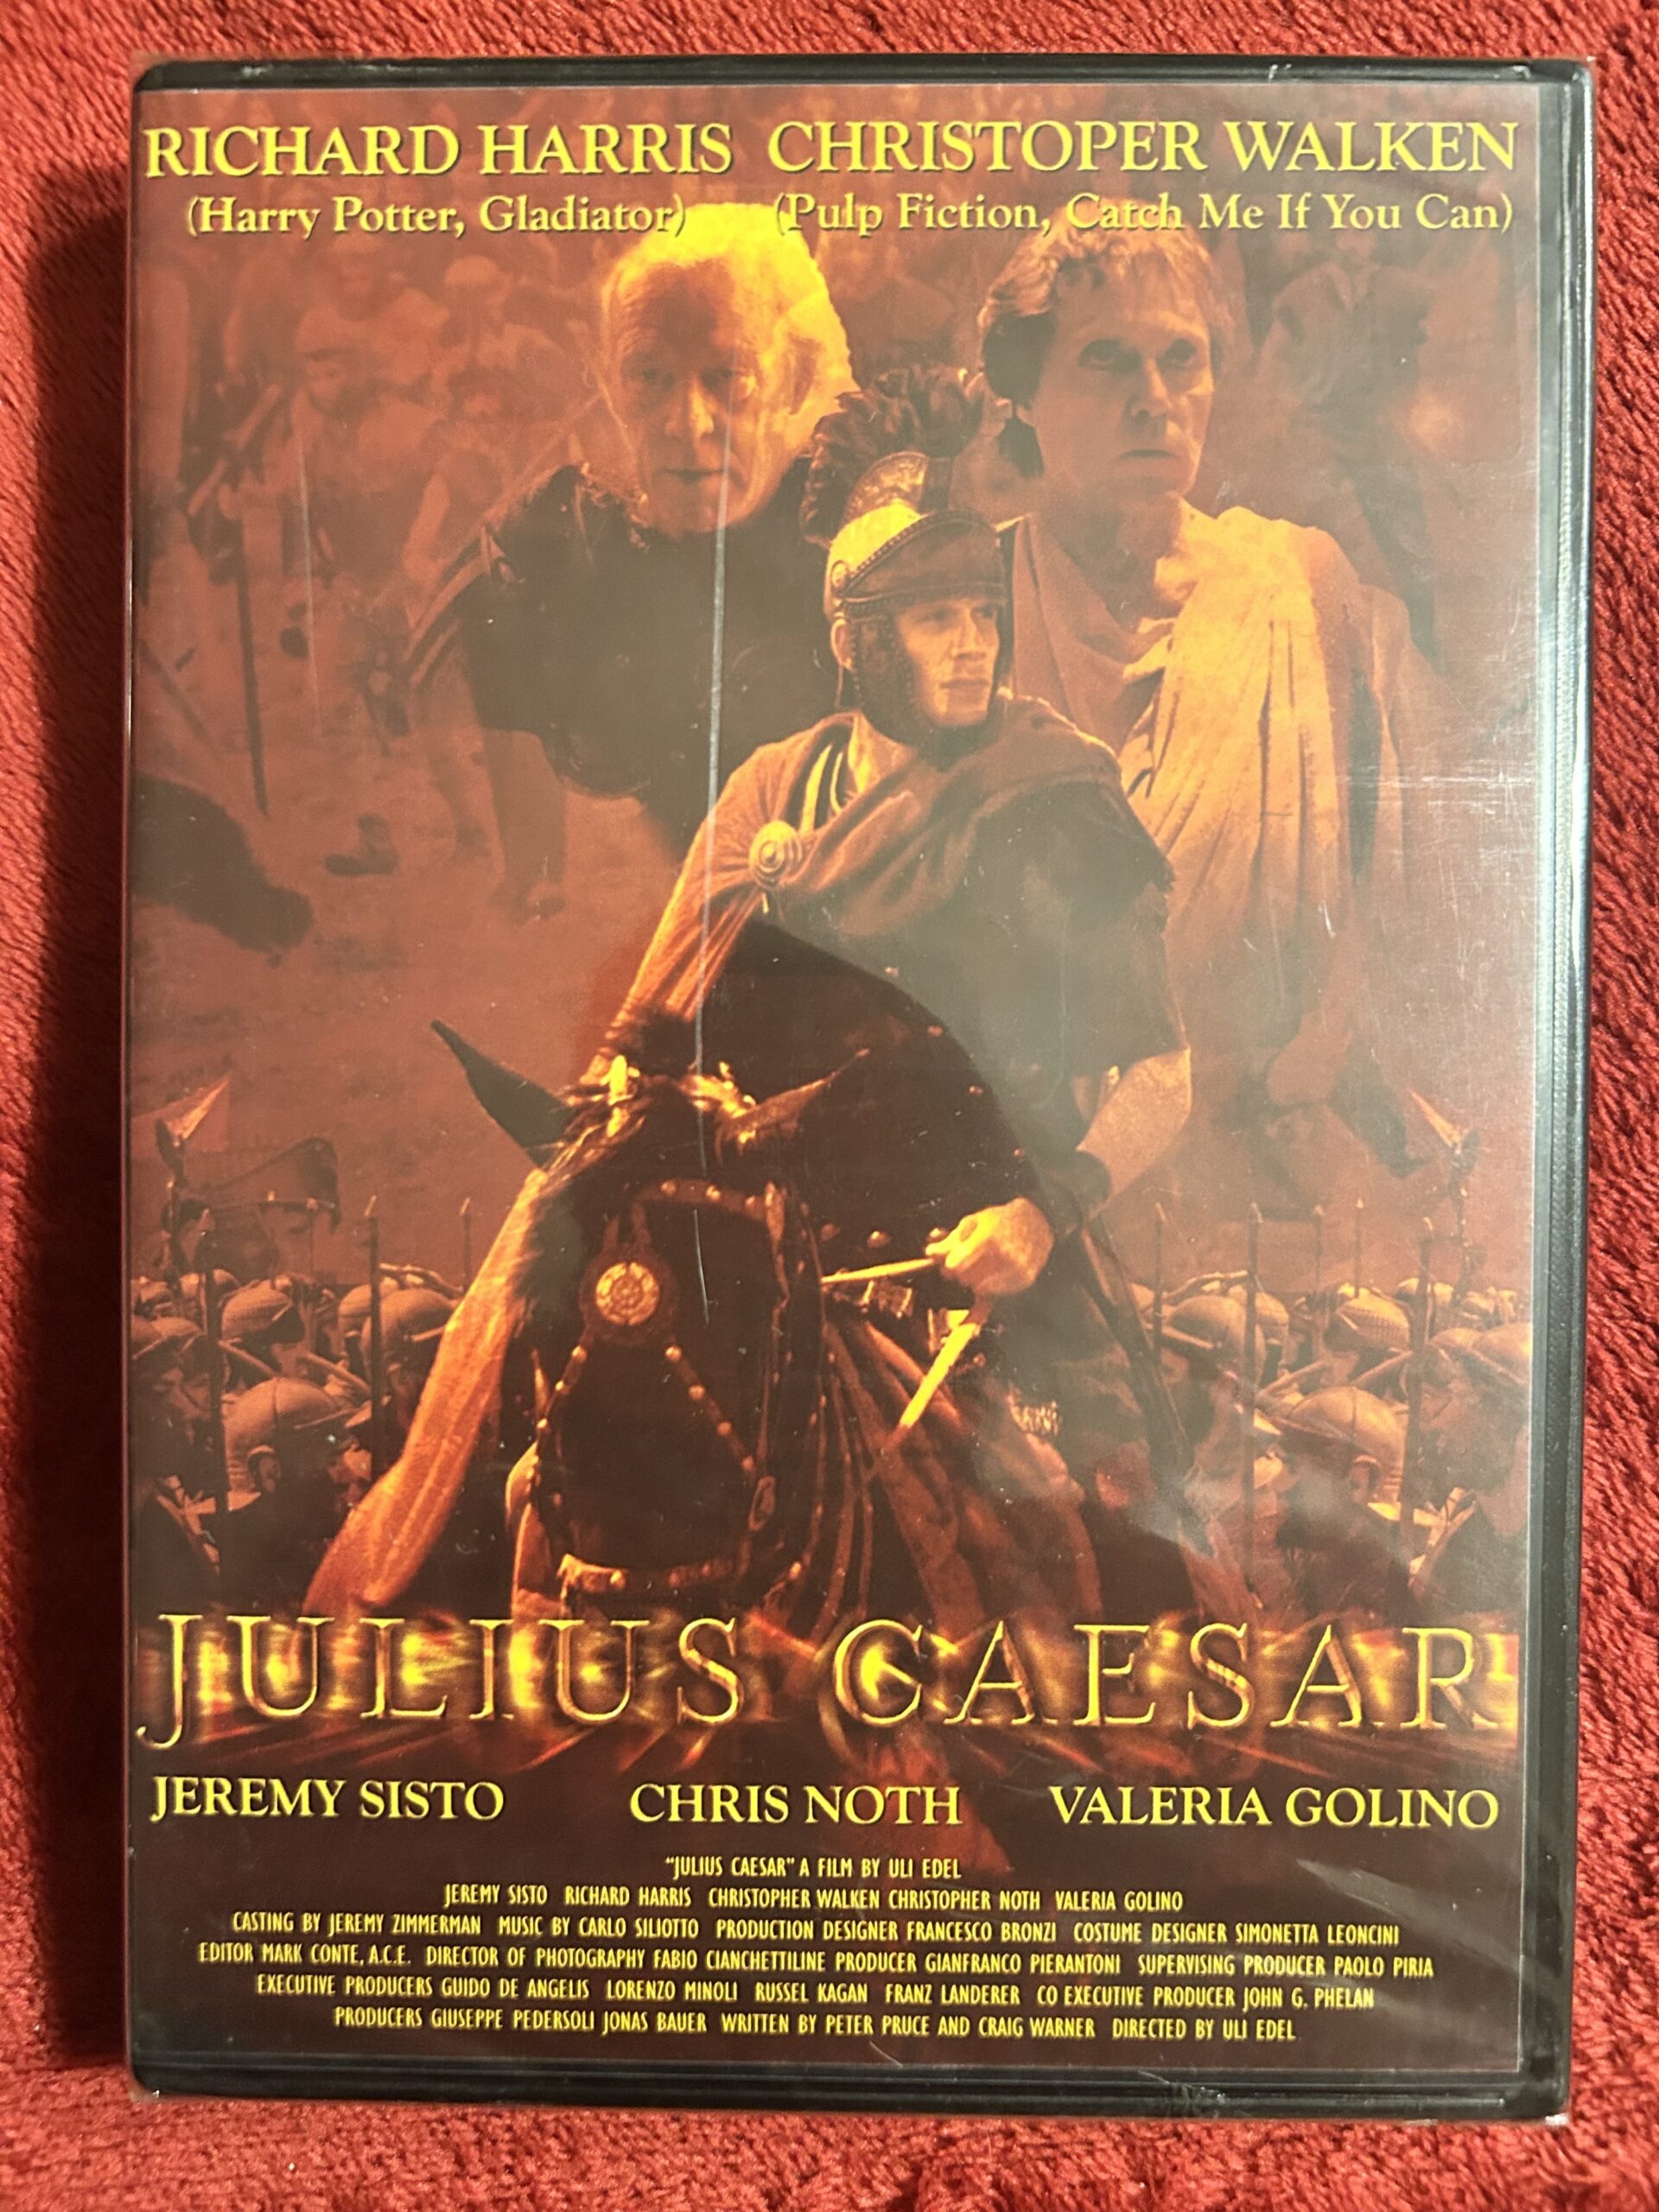 RICHARD HARRIS CHRISTOPER WALKEN
(Harry Potter, Gladiator) (Pulp Fiction, Catch Me If You Can)
JULIUS CAESAR
JEREMY SISTO CHRIS NOTH VALERIA GOLINO
"JULIUS CAESAR" A FILM BY ULI EDEL
JEREMY SISTO RICHARD HARRIS CHRISTOPHER WALKEN CHRISTOPHER NOTH VALERIA GOLINO
CASTING BY JEREMY ZIMMERMAN MUSIC BY CARLO SILIOTTO PRODUCTION DESIGNER FRANCESCO BRONZI COSTUME DESIGNER SIMONETTA LEONCINI
EDITOR MARK CONTE, A.C.E. DIRECTOR OF PHOTOGRAPHY FABIO CIANCHETTILINE PRODUCER GIANFRANCO PIERANTONI SUPERVISING PRODUCER PAOLO PIRIA
EXECUTIVE PRODUCERS GUIDO DE ANGELIS LORENZO MINOLI RUSSEL KAGAN FRANZ LANDERER CO EXECUTIVE PRODUCER JOHN G. PHELAN
PRODUCERS GIUSEPPE PEDERSOLI JONAS BAUER WRITTEN BY PETER PRUCE AND CRAIG WARNER DIRECTED BY ULI EDEL